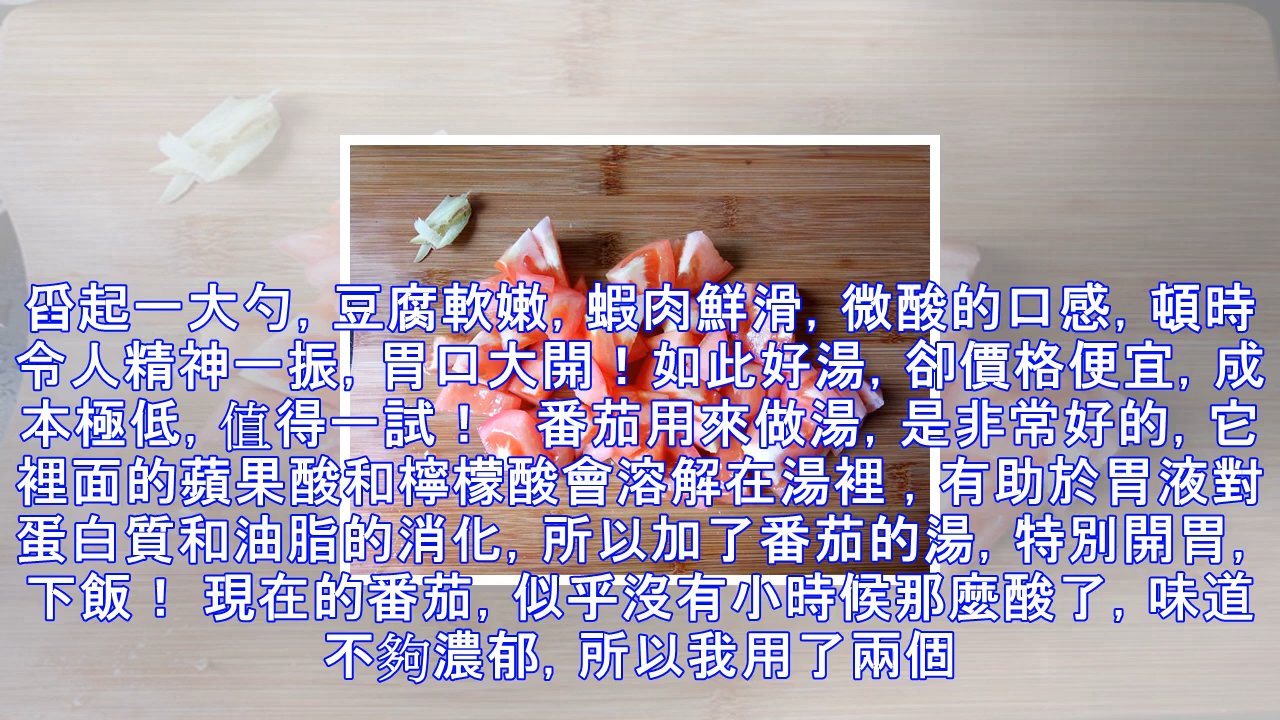 舀起一大勺, 豆腐軟嫩, 蝦肉鮮滑, 微酸的口感, 頓時
令人精神一振, 胃口大開！如此好湯, 卻價格便宜, 成
本極低, 值得一試！ 番茄用來做湯, 是非常好的, 它
裡面的蘋果酸和檸檬酸會溶解在湯裡，有助於胃液對
蛋白質和油脂的消化, 所以加了番茄的湯, 特別開胃,
下飯！ 現在的番茄, 似乎沒有小時候那麼酸了, 味道
不夠濃郁, 所以我用了兩個